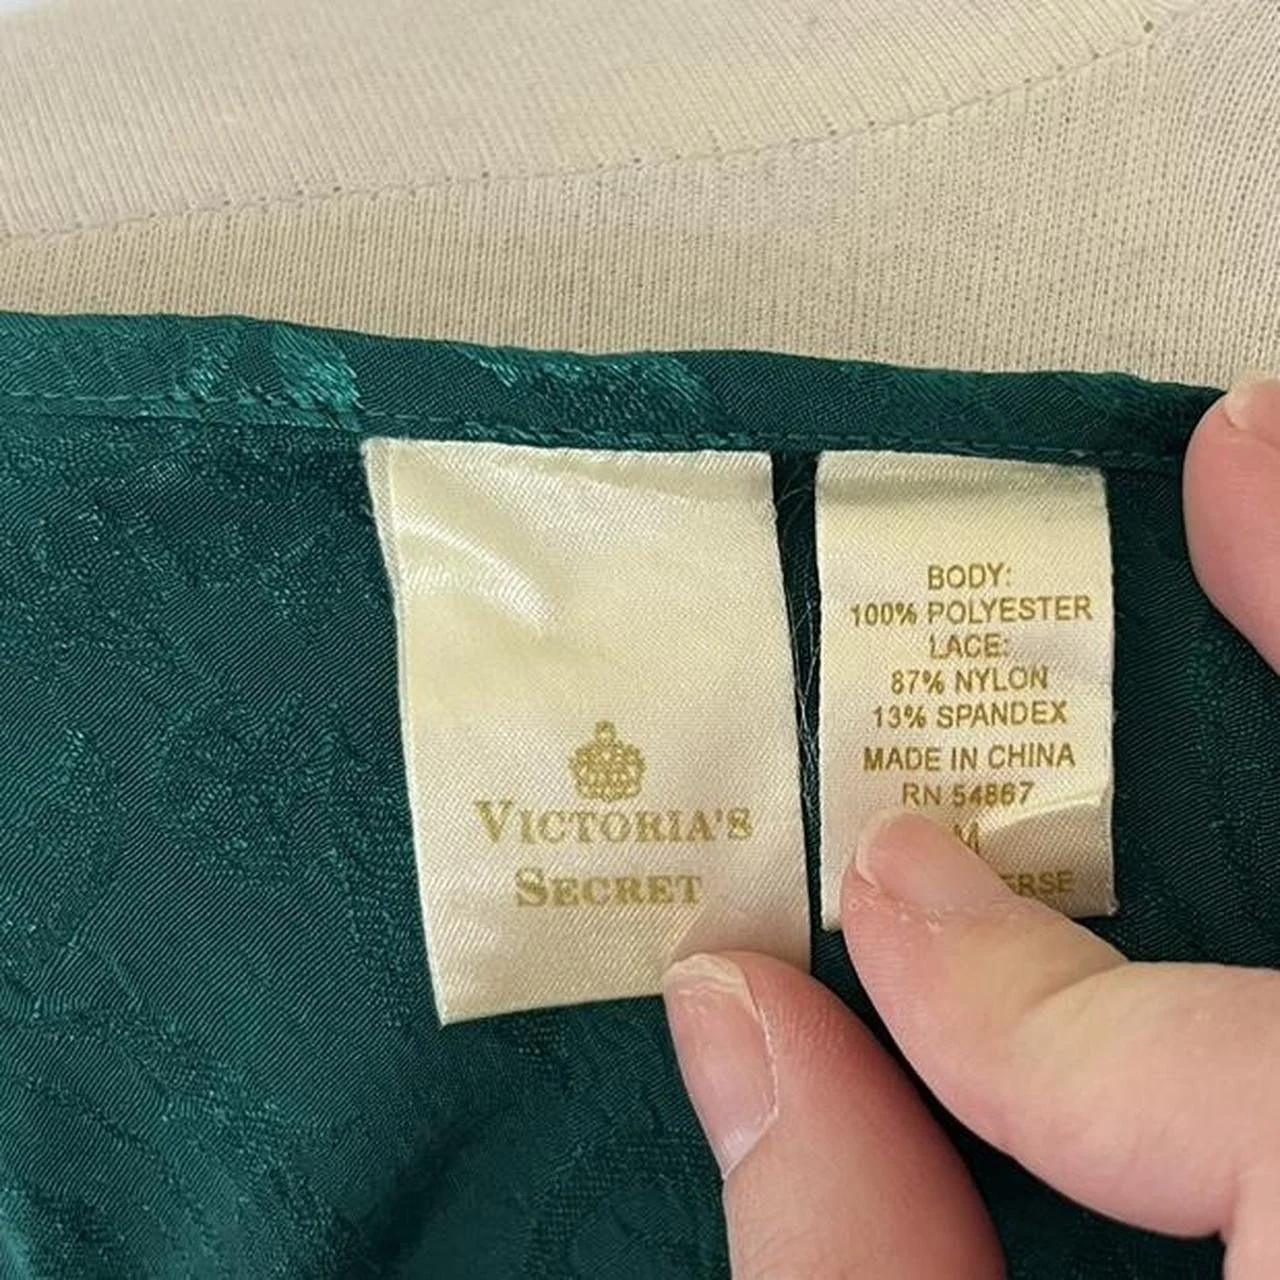 VICTORIA'S
SECRET
BODY:
100% POLYESTER
LACE:
87% NYLON
13% SPANDEX
MADE IN CHINA
RN 54867
M